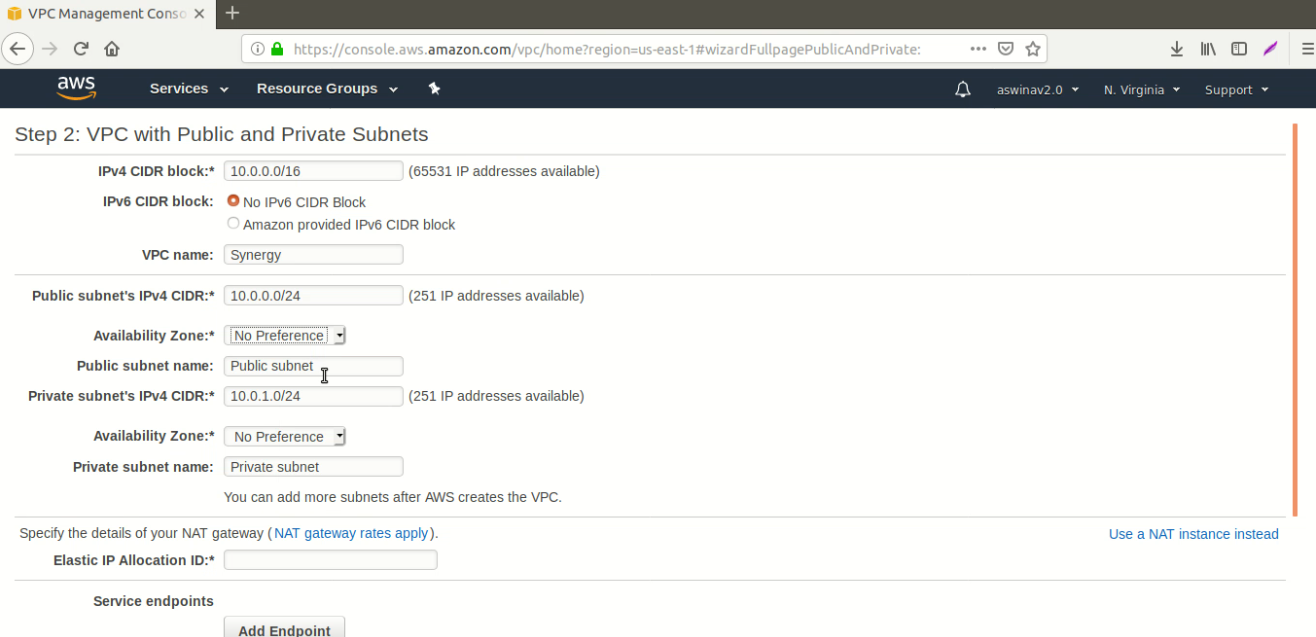 VPC Management Conso
https://console.aws.amazon.com/vpc/home?region=us-east-1#wizardFullpagePublicAndPrivate:
aws Services Resource Groups aswinav2.0 N. Virginia Support
Step 2: VPC with Public and Private Subnets
IPv4 CIDR block:* 10.0.0.0/16 (65531 IP addresses available)
IPv6 CIDR block: No IPv6 CIDR Block
Amazon provided IPv6 CIDR block
VPC name: Synergy
Public subnet's IPv4 CIDR:* 10.0.0.0/24 (251 IP addresses available)
Availability Zone:* No Preference
Public subnet name: Public subnet
Private subnet's IPv4 CIDR:* 10.0.1.0/24 (251 IP addresses available)
Availability Zone:* No Preference
Private subnet name: Private subnet
You can add more subnets after AWS creates the VPC.
Specify the details of your NAT gateway (NAT gateway rates apply). Use a NAT instance instead
Elastic IP Allocation ID:*
Service endpoints
Add Endpoint